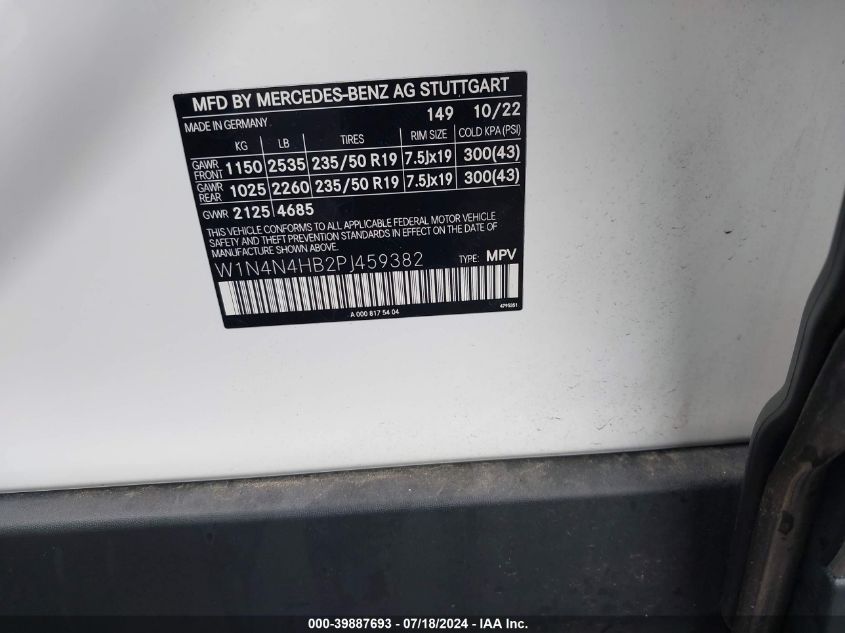 MFD BY MERCEDES-BENZ AG STUTTGART
MADE IN GERMANY 149 10/22
KG LB TIRES RIM SIZE COLD KPA (PSI)
GAWR FRONT 1150 2535 235/50 R19 7.5Jx19 300(43)
GAWR REAR 1025 2260 235/50 R19 7.5Jx19 300(43)
GVWR 2125 4685
THIS VEHICLE CONFORMS TO ALL APPLICABLE FEDERAL MOTOR VEHICLE
SAFETY AND THEFT PREVENTION STANDARDS IN EFFECT ON THE DATE OF
MANUFACTURE SHOWN ABOVE.
W1N4N4HB2PJ459382 TYPE: MPV
A 000 817 54 04 4795351
000-39887693 - 07/18/2024 - IAA Inc.